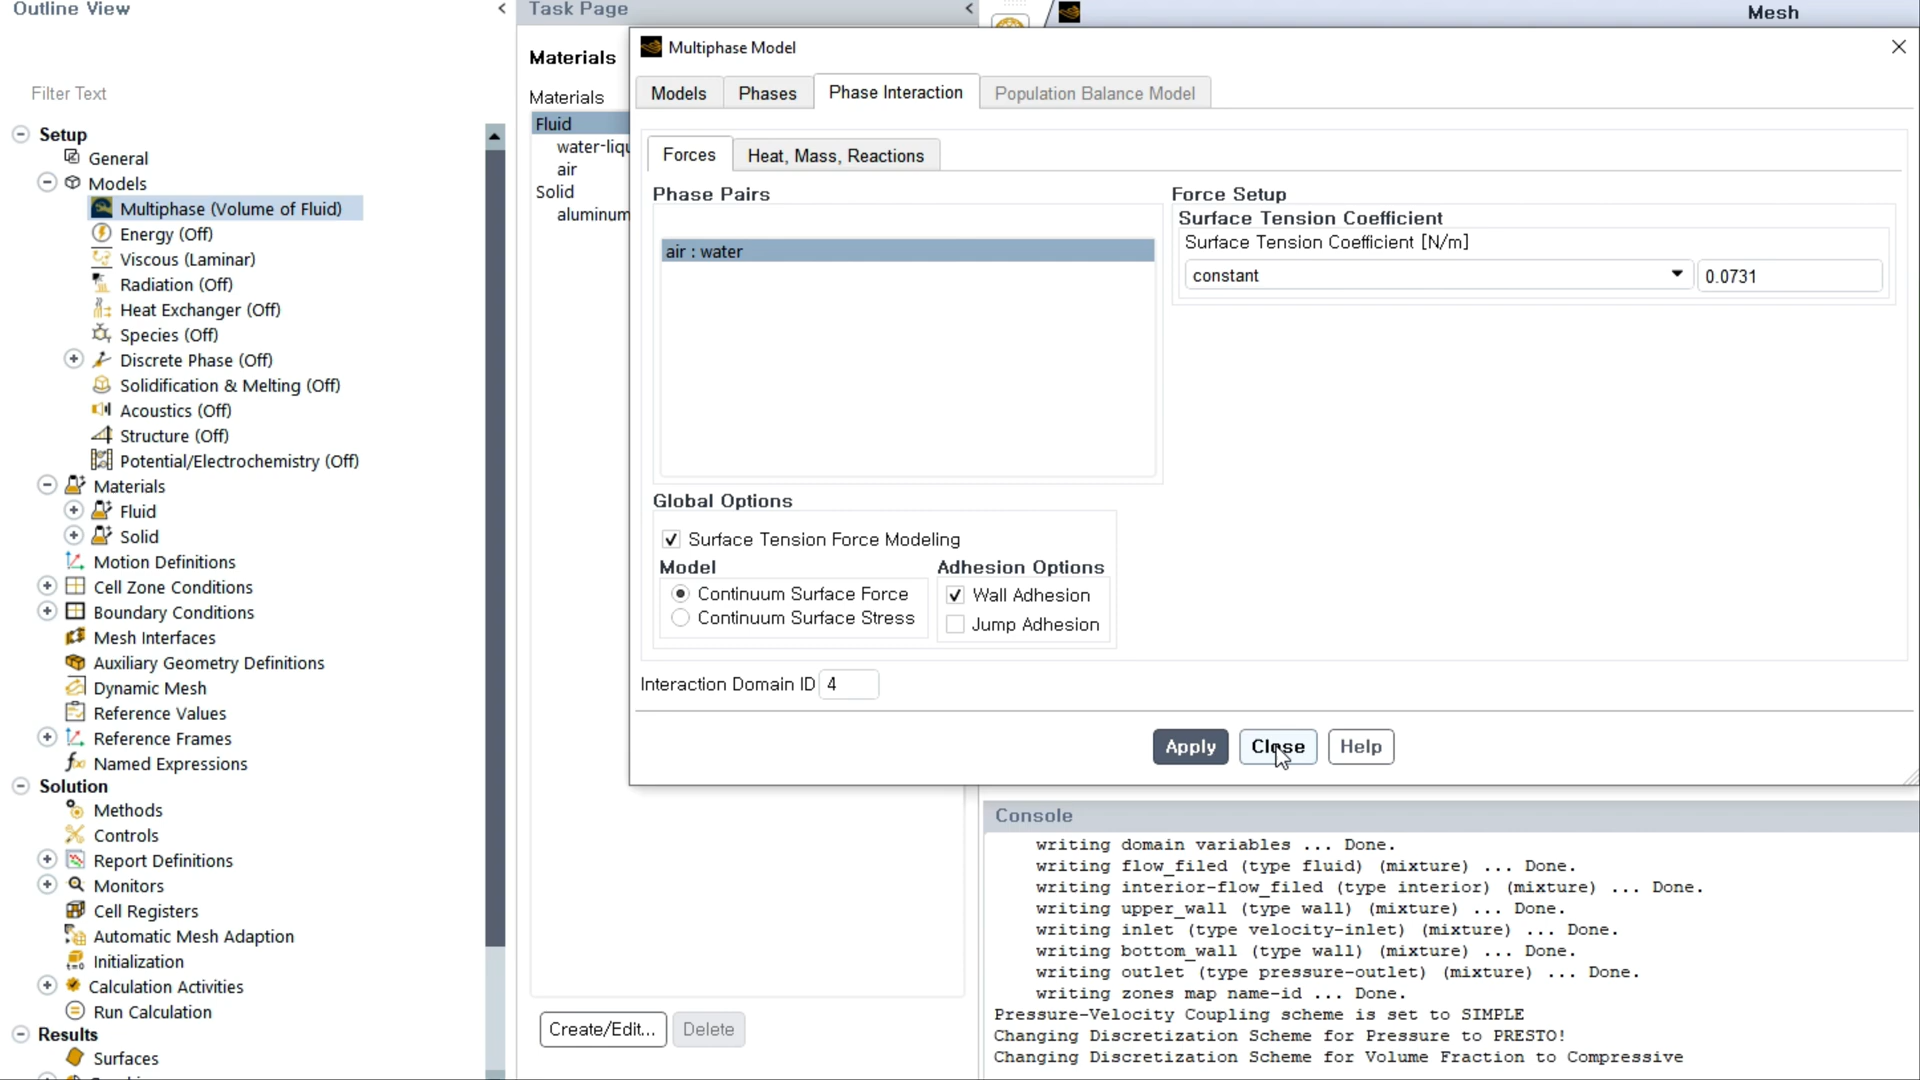 Outline View
Filter Text
Setup
General
Models
Multiphase (Volume of Fluid)
Energy (Off)
Viscous (Laminar)
Radiation (Off)
Heat Exchanger (Off)
Species (Off)
Discrete Phase (Off)
Solidification & Melting (Off)
Acoustics (Off)
Structure (Off)
Potential/Electrochemistry (Off)
Materials
Fluid
Solid
Motion Definitions
Cell Zone Conditions
Boundary Conditions
Mesh Interfaces
Auxiliary Geometry Definitions
Dynamic Mesh
Reference Values
Reference Frames
Named Expressions
Solution
Methods
Controls
Report Definitions
Monitors
Cell Registers
Automatic Mesh Adaption
Initialization
Calculation Activities
Run Calculation
Results
Surfaces
Task Page
Materials
Materials
Fluid
water-liqu
air
Solid
aluminum
Create/Edit... Delete
Mesh
Multiphase Model
Models Phases Phase Interaction Population Balance Model
Forces Heat, Mass, Reactions
Phase Pairs
air : water
Force Setup
Surface Tension Coefficient
Surface Tension Coefficient [N/m]
constant 0.0731
Global Options
Surface Tension Force Modeling
Model
Continuum Surface Force
Continuum Surface Stress
Adhesion Options
Wall Adhesion
Jump Adhesion
Interaction Domain ID 4
Apply Close Help
Console
writing domain variables ... Done.
writing flow_filed (type fluid) (mixture) ... Done.
writing interior-flow_filed (type interior) (mixture) ... Done.
writing upper_wall (type wall) (mixture) ... Done.
writing inlet (type velocity-inlet) (mixture) ... Done.
writing bottom_wall (type wall) (mixture) ... Done.
writing outlet (type pressure-outlet) (mixture) ... Done.
writing zones map name-id ... Done.
Pressure-Velocity Coupling scheme is set to SIMPLE
Changing Discretization Scheme for Pressure to PRESTO!
Changing Discretization Scheme for Volume Fraction to Compressive